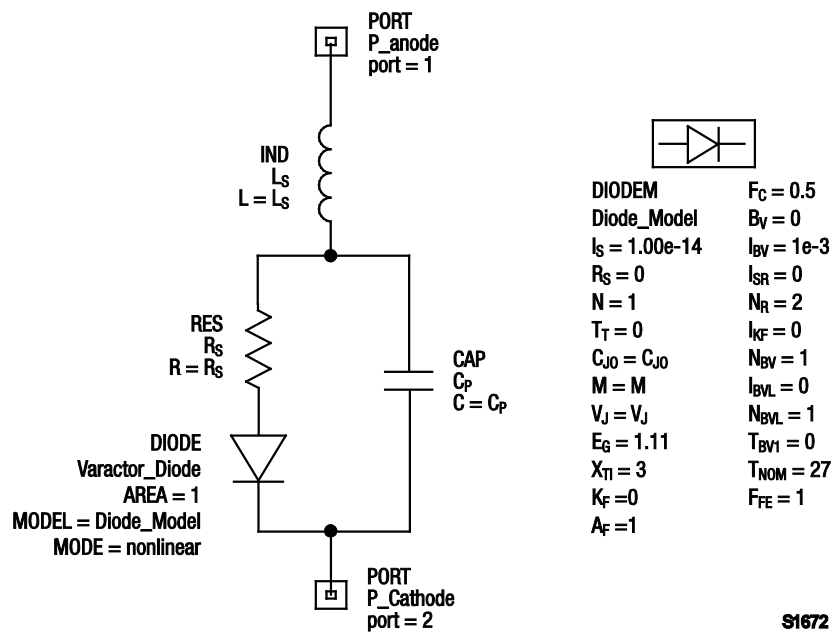 PORT
P_anode
port = 1
IND
LS
L = LS
RES
RS
R = RS
CAP
CP
C = CP
DIODE
Varactor_Diode
AREA = 1
MODEL = Diode_Model
MODE = nonlinear
PORT
P_Cathode
port = 2
DIODEM
Diode_Model
IS = 1.00e-14
RS = 0
N = 1
TT = 0
CJO = CJO
M = M
VJ = VJ
EG = 1.11
XTI = 3
KF =0
AF =1
FC = 0.5
BV = 0
IBV = 1e-3
ISR = 0
NR = 2
IKF = 0
NBV = 1
IBVL = 0
NBVL = 1
TBV1 = 0
TNOM = 27
FFE = 1
S1672